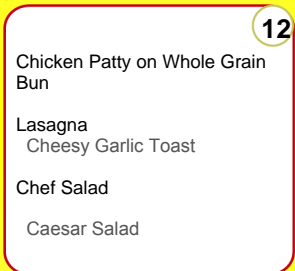 12
Chicken Patty on Whole Grain
Bun
Lasagna
Cheesy Garlic Toast
Chef Salad
Caesar Salad